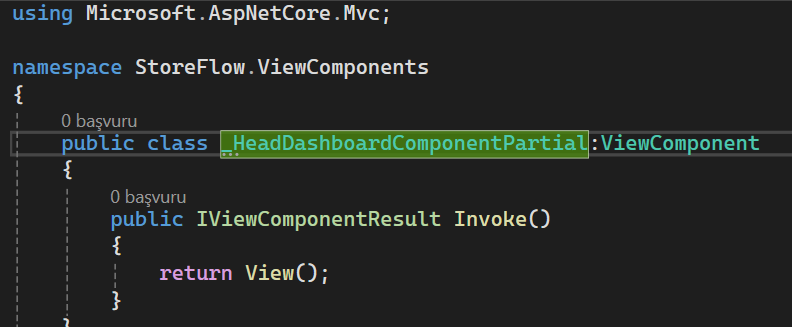 using Microsoft.AspNetCore.Mvc;
namespace StoreFlow.ViewComponents
{
0 başvuru
public class _HeadDashboardComponentPartial:ViewComponent
{
0 başvuru
public IViewComponentResult Invoke()
{
return View();
}
}